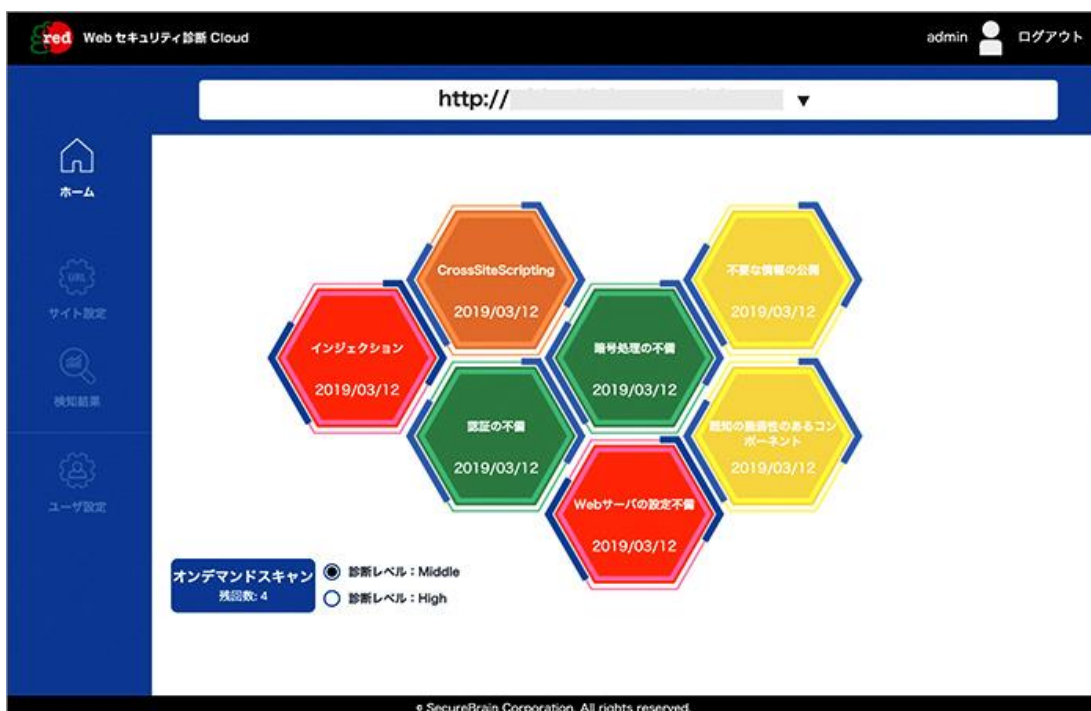 red Web セキュリティ診断 Cloud
admin ログアウト
http:// ▼
ホーム
URL
サイト設定
検知結果
ユーザ設定
CrossSiteScripting
2019/03/12
不要な情報の公開
2019/03/12
インジェクション
2019/03/12
暗号処理の不備
2019/03/12
認証の不備
2019/03/12
既知の脆弱性のあるコン
ポーネント
2019/03/12
Webサーバの設定不備
2019/03/12
オンデマンドスキャン
残回数: 4
診断レベル：Middle
診断レベル：High
© SecureBrain Corporation. All rights reserved.